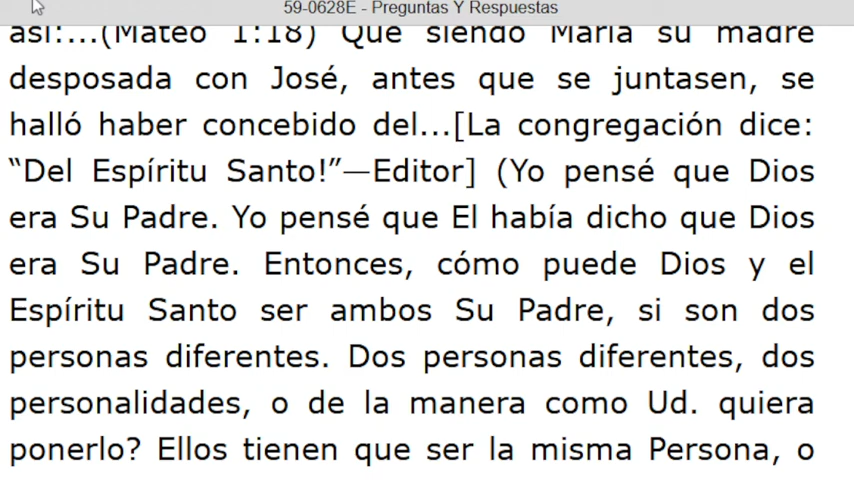 59-0628E - Preguntas Y Respuestas
así:...(Mateo 1:18) Que siendo María su madre
desposada con José, antes que se juntasen, se
halló haber concebido del...[La congregación dice:
“Del Espíritu Santo!”—Editor] (Yo pensé que Dios
era Su Padre. Yo pensé que El había dicho que Dios
era Su Padre. Entonces, cómo puede Dios y el
Espíritu Santo ser ambos Su Padre, si son dos
personas diferentes. Dos personas diferentes, dos
personalidades, o de la manera como Ud. quiera
ponerlo? Ellos tienen que ser la misma Persona, o